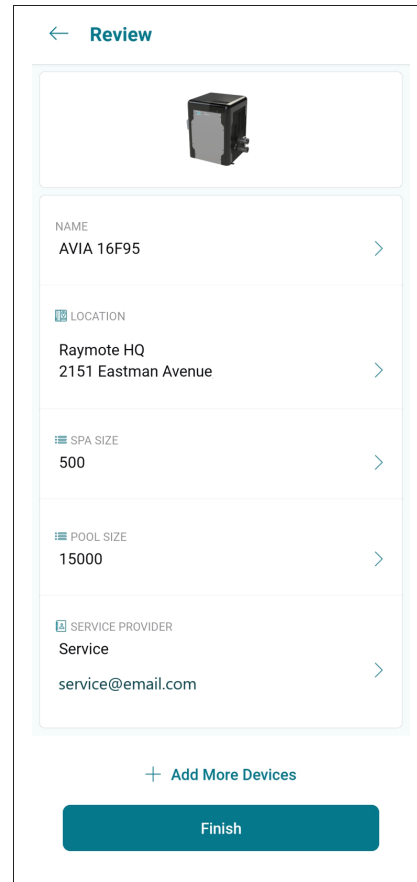 Review
NAME
AVIA 16F95
LOCATION
Raymote HQ
2151 Eastman Avenue
SPA SIZE
500
POOL SIZE
15000
SERVICE PROVIDER
Service
service@email.com
Add More Devices
Finish